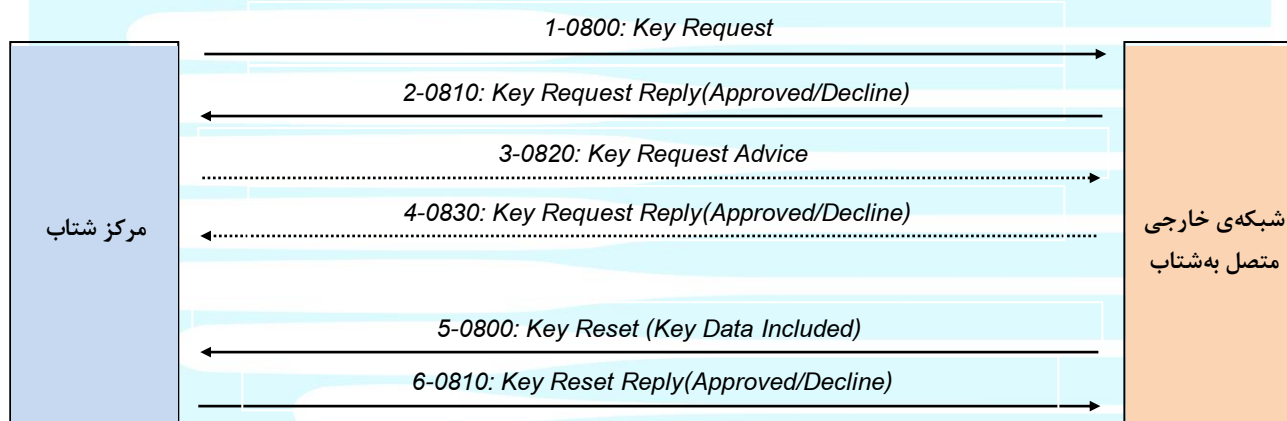 1-0800: Key Request
2-0810: Key Request Reply(Approved/Decline)
3-0820: Key Request Advice
4-0830: Key Request Reply(Approved/Decline)
مرکز شتاب
شبکه‌ی خارجی
متصل به‌شتاب
5-0800: Key Reset (Key Data Included)
6-0810: Key Reset Reply(Approved/Decline)